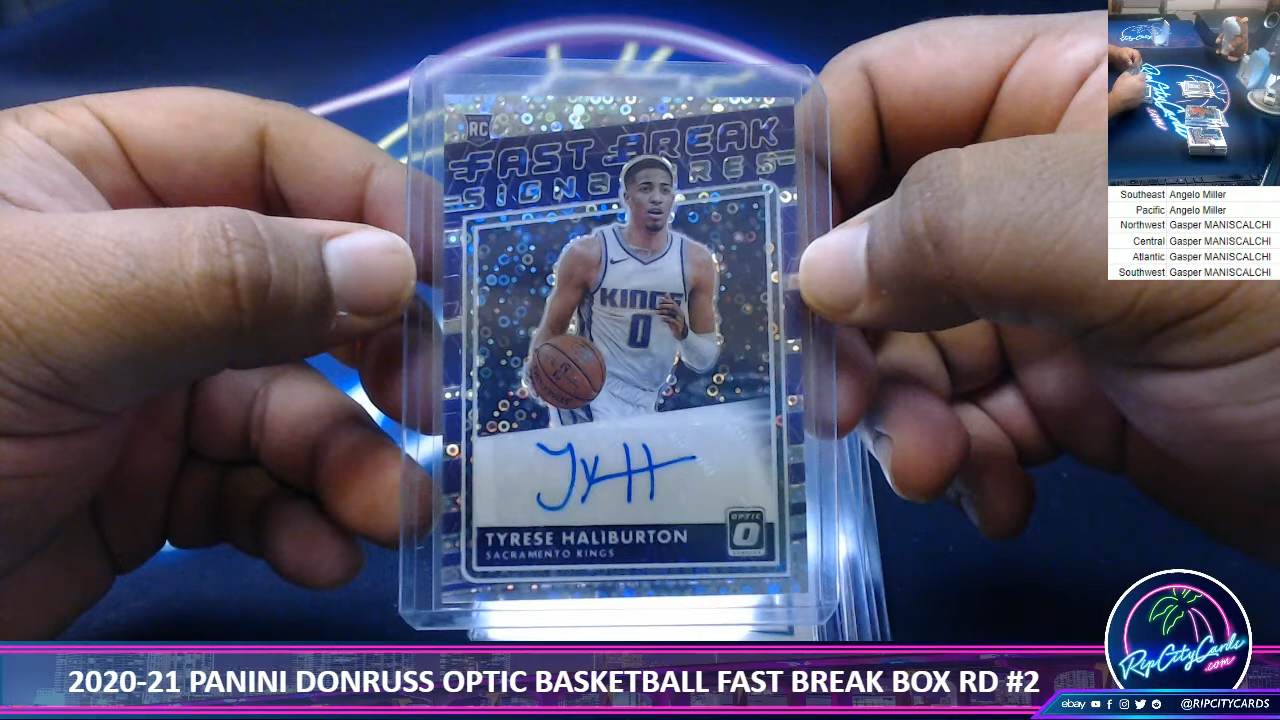 RC
FAST BREAK
SIGNATURES
KINGS
0
TYRESE HALIBURTON
SACRAMENTO KINGS
OPTIC
Southeast Angelo Miller
Pacific Angelo Miller
Northwest Gasper MANISCALCHI
Central Gasper MANISCALCHI
Atlantic Gasper MANISCALCHI
Southwest Gasper MANISCALCHI
2020-21 PANINI DONRUSS OPTIC BASKETBALL FAST BREAK BOX RD #2
RipCityCards
.com
ebay @RIPCITYCARDS